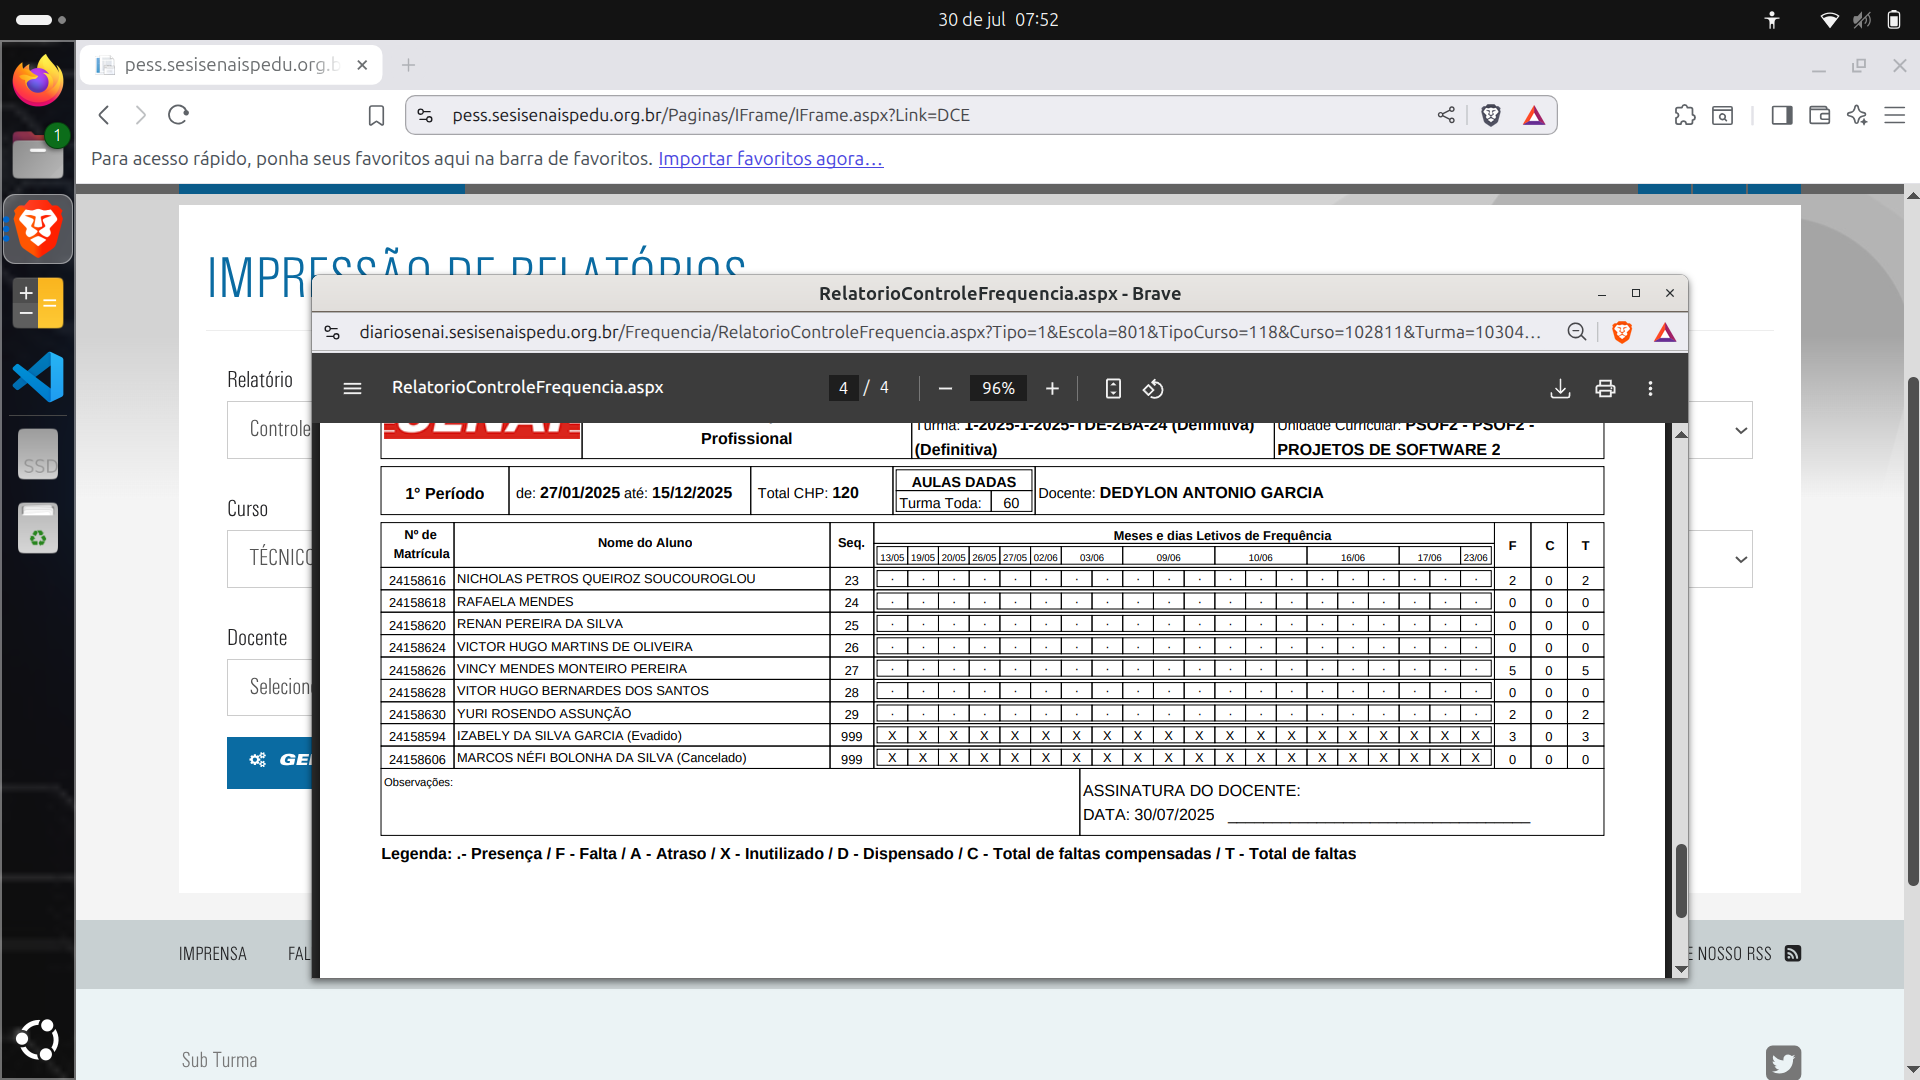 30 de jul  07:52
pess.sesisenaispedu.org.b
pess.sesisenaispedu.org.br/Paginas/IFrame/IFrame.aspx?Link=DCE
1
Para acesso rápido, ponha seus favoritos aqui na barra de favoritos. Importar favoritos agora…
IMPRESSÃO DE RELATÓRIOS
RelatorioControleFrequencia.aspx - Brave
diariosenai.sesisenaispedu.org.br/Frequencia/RelatorioControleFrequencia.aspx?Tipo=1&Escola=801&TipoCurso=118&Curso=102811&Turma=10304...
RelatorioControleFrequencia.aspx
4 / 4
96%
Relatório
Controle
Curso
TÉCNICO
Docente
Selecion
GE
SSD
SENAI
Profissional
Turma: 1-2025-1-2025-TDE-2BA-24 (Definitiva)
(Definitiva)
Unidade Curricular: PSOF2 - PSOF2 -
PROJETOS DE SOFTWARE 2
1° Período
de: 27/01/2025 até: 15/12/2025
Total CHP: 120
AULAS DADAS
Turma Toda: 60
Docente: DEDYLON ANTONIO GARCIA
Nº de Matrícula Nome do Aluno Seq. Meses e dias Letivos de Frequência F C T
13/05 19/05 20/05 26/05 27/05 02/06 03/06 09/06 10/06 16/06 17/06 23/06
24158616 NICHOLAS PETROS QUEIROZ SOUCOUROGLOU 23 . . . . . . . . . . . . . . . . . . . . 2 0 2
24158618 RAFAELA MENDES 24 . . . . . . . . . . . . . . . . . . . . 0 0 0
24158620 RENAN PEREIRA DA SILVA 25 . . . . . . . . . . . . . . . . . . . . 0 0 0
24158624 VICTOR HUGO MARTINS DE OLIVEIRA 26 . . . . . . . . . . . . . . . . . . . . 0 0 0
24158626 VINCY MENDES MONTEIRO PEREIRA 27 . . . . . . . . . . . . . . . . . . . . 5 0 5
24158628 VITOR HUGO BERNARDES DOS SANTOS 28 . . . . . . . . . . . . . . . . . . . . 0 0 0
24158630 YURI ROSENDO ASSUNÇÃO 29 . . . . . . . . . . . . . . . . . . . . 2 0 2
24158594 IZABELY DA SILVA GARCIA (Evadido) 999 X X X X X X X X X X X X X X X X X X X X 3 0 3
24158606 MARCOS NÉFI BOLONHA DA SILVA (Cancelado) 999 X X X X X X X X X X X X X X X X X X X X 0 0 0
Observações:
ASSINATURA DO DOCENTE:
DATA: 30/07/2025 ______________________________
Legenda: .- Presença / F - Falta / A - Atraso / X - Inutilizado / D - Dispensado / C - Total de faltas compensadas / T - Total de faltas
IMPRENSA
FAL
E NOSSO RSS
Sub Turma